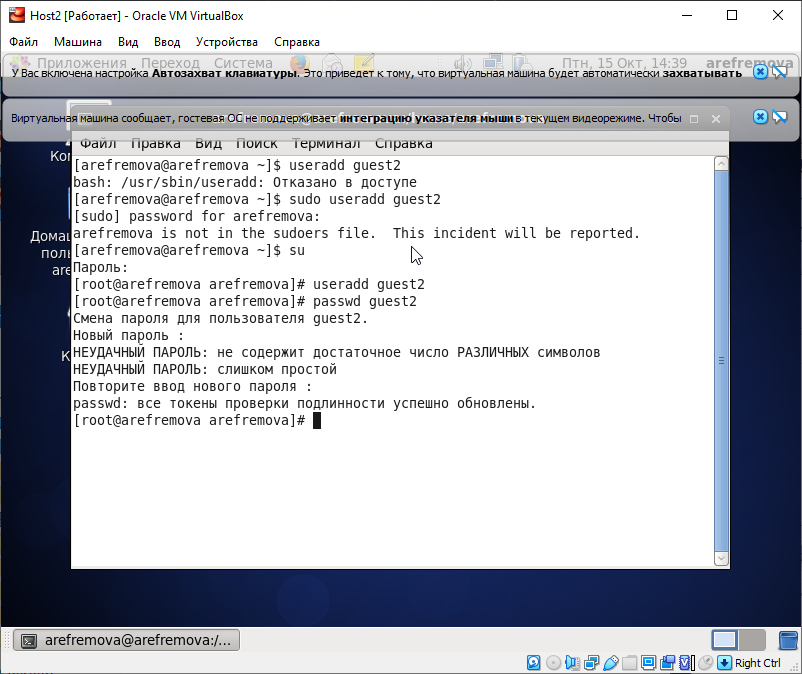 Host2 [Работает] - Oracle VM VirtualBox
Файл Машина Вид Ввод Устройства Справка
Приложения Переход Система Птн, 15 Окт, 14:39 arefremova
У Вас включена настройка Автозахват клавиатуры. Это приведет к тому, что виртуальная машина будет автоматически захватывать
Виртуальная машина сообщает, гостевая ОС не поддерживает интеграцию указателя мыши в текущем видеорежиме. Чтобы
Файл Правка Вид Поиск Терминал Справка
[arefremova@arefremova ~]$ useradd guest2
bash: /usr/sbin/useradd: Отказано в доступе
[arefremova@arefremova ~]$ sudo useradd guest2
[sudo] password for arefremova:
arefremova is not in the sudoers file.  This incident will be reported.
[arefremova@arefremova ~]$ su
Пароль:
[root@arefremova arefremova]# useradd guest2
[root@arefremova arefremova]# passwd guest2
Смена пароля для пользователя guest2.
Новый пароль :
НЕУДАЧНЫЙ ПАРОЛЬ: не содержит достаточное число РАЗЛИЧНЫХ символов
НЕУДАЧНЫЙ ПАРОЛЬ: слишком простой
Повторите ввод нового пароля :
passwd: все токены проверки подлинности успешно обновлены.
[root@arefremova arefremova]#
arefremova@arefremova:/...
Right Ctrl